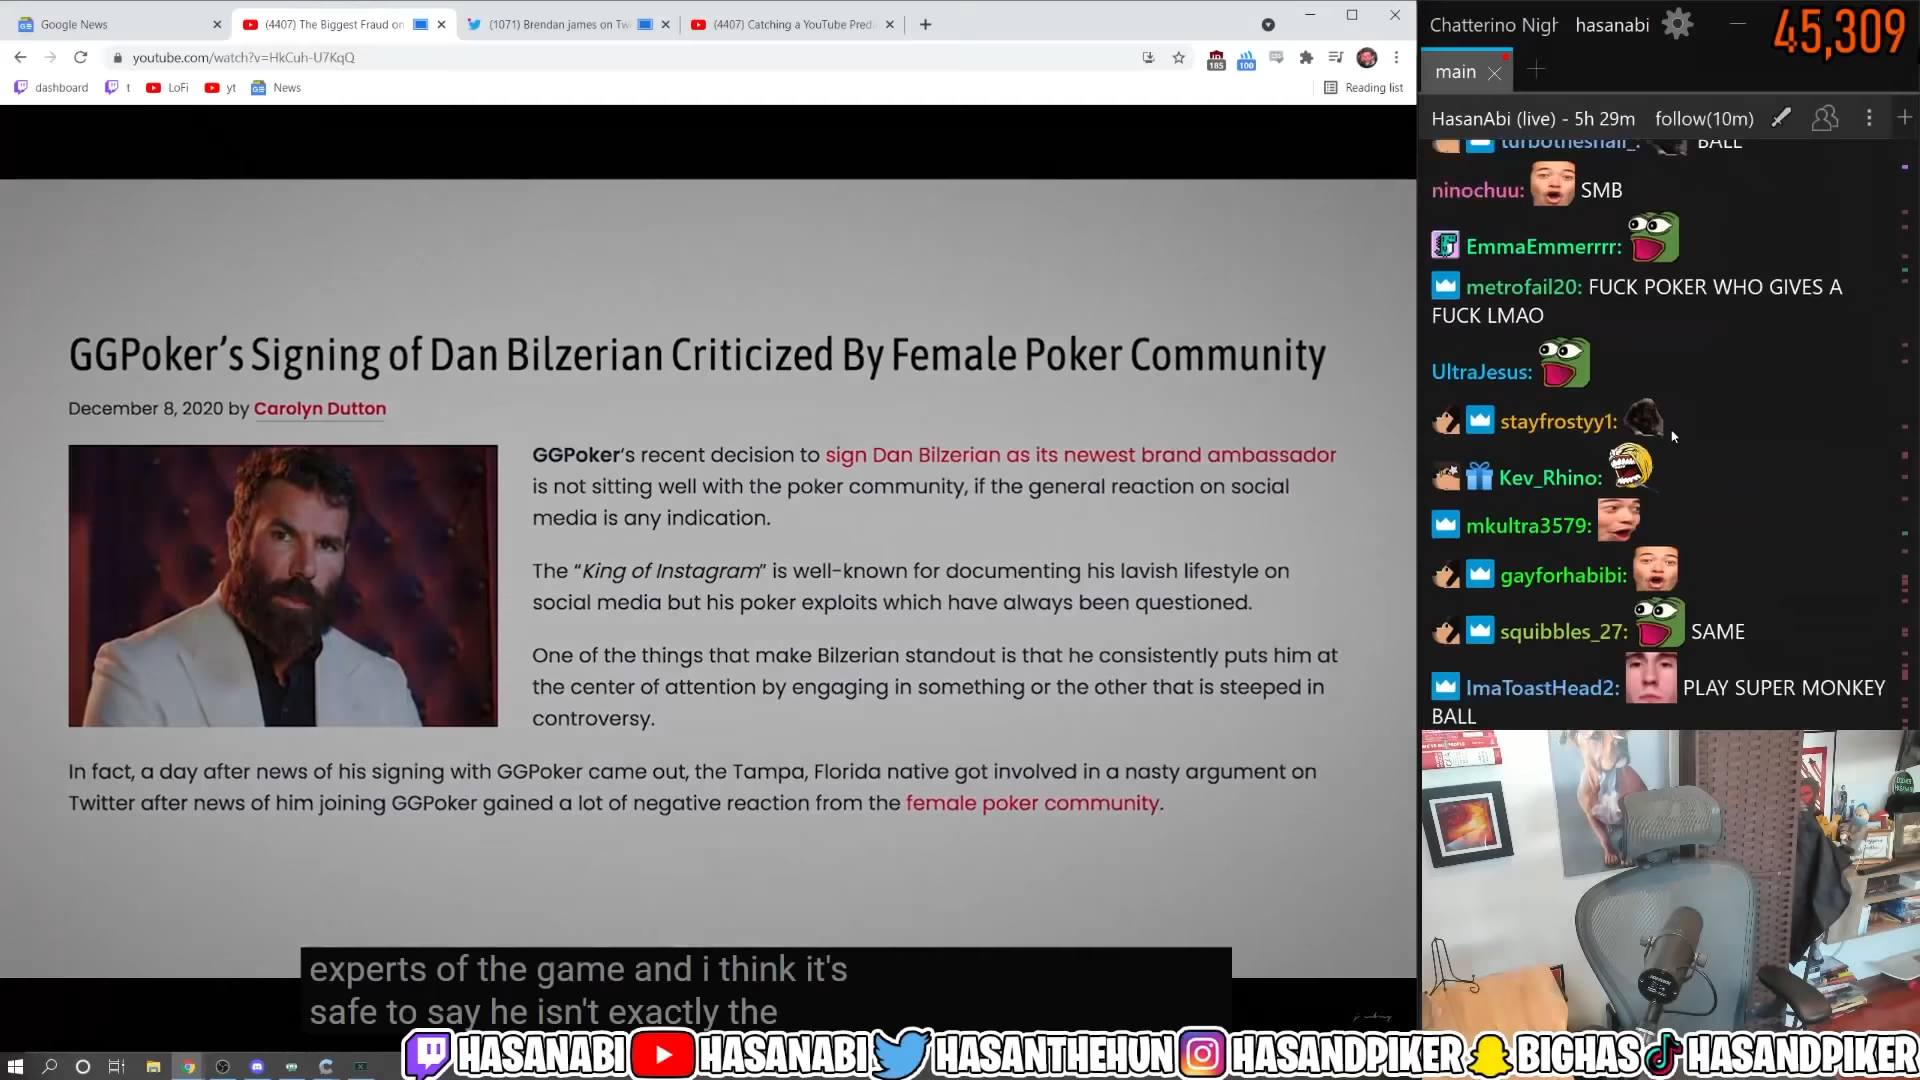 Google News
(4407) The Biggest Fraud on
(1071) Brendan james on Tw
(4407) Catching a YouTube Pred
youtube.com/watch?v=HkCuh-U7KqQ
185
100
dashboard
t
LoFi
yt
News
Reading list
GGPoker’s Signing of Dan Bilzerian Criticized By Female Poker Community
December 8, 2020 by Carolyn Dutton
GGPoker’s recent decision to sign Dan Bilzerian as its newest brand ambassador
is not sitting well with the poker community, if the general reaction on social
media is any indication.
The “King of Instagram” is well-known for documenting his lavish lifestyle on
social media but his poker exploits which have always been questioned.
One of the things that make Bilzerian standout is that he consistently puts him at
the center of attention by engaging in something or the other that is steeped in
controversy.
In fact, a day after news of his signing with GGPoker came out, the Tampa, Florida native got involved in a nasty argument on
Twitter after news of him joining GGPoker gained a lot of negative reaction from the female poker community.
experts of the game and i think it's
safe to say he isn't exactly the
Chatterino Nigh hasanabi
45,309
main
HasanAbi (live) - 5h 29m follow(10m)
turbothesnail_: BALL
ninochuu: SMB
EmmaEmmerrrr:
metrofail20: FUCK POKER WHO GIVES A
FUCK LMAO
UltraJesus:
stayfrostyy1:
Kev_Rhino:
mkultra3579:
gayforhabibi:
squibbles_27: SAME
ImaToastHead2: PLAY SUPER MONKEY
BALL
HASANABI HASANABI HASANTHEHUN HASANDPIKER BIGHAS HASANDPIKER